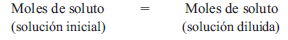 Moles de soluto = Moles de soluto
(solución inicial) (solución diluida)